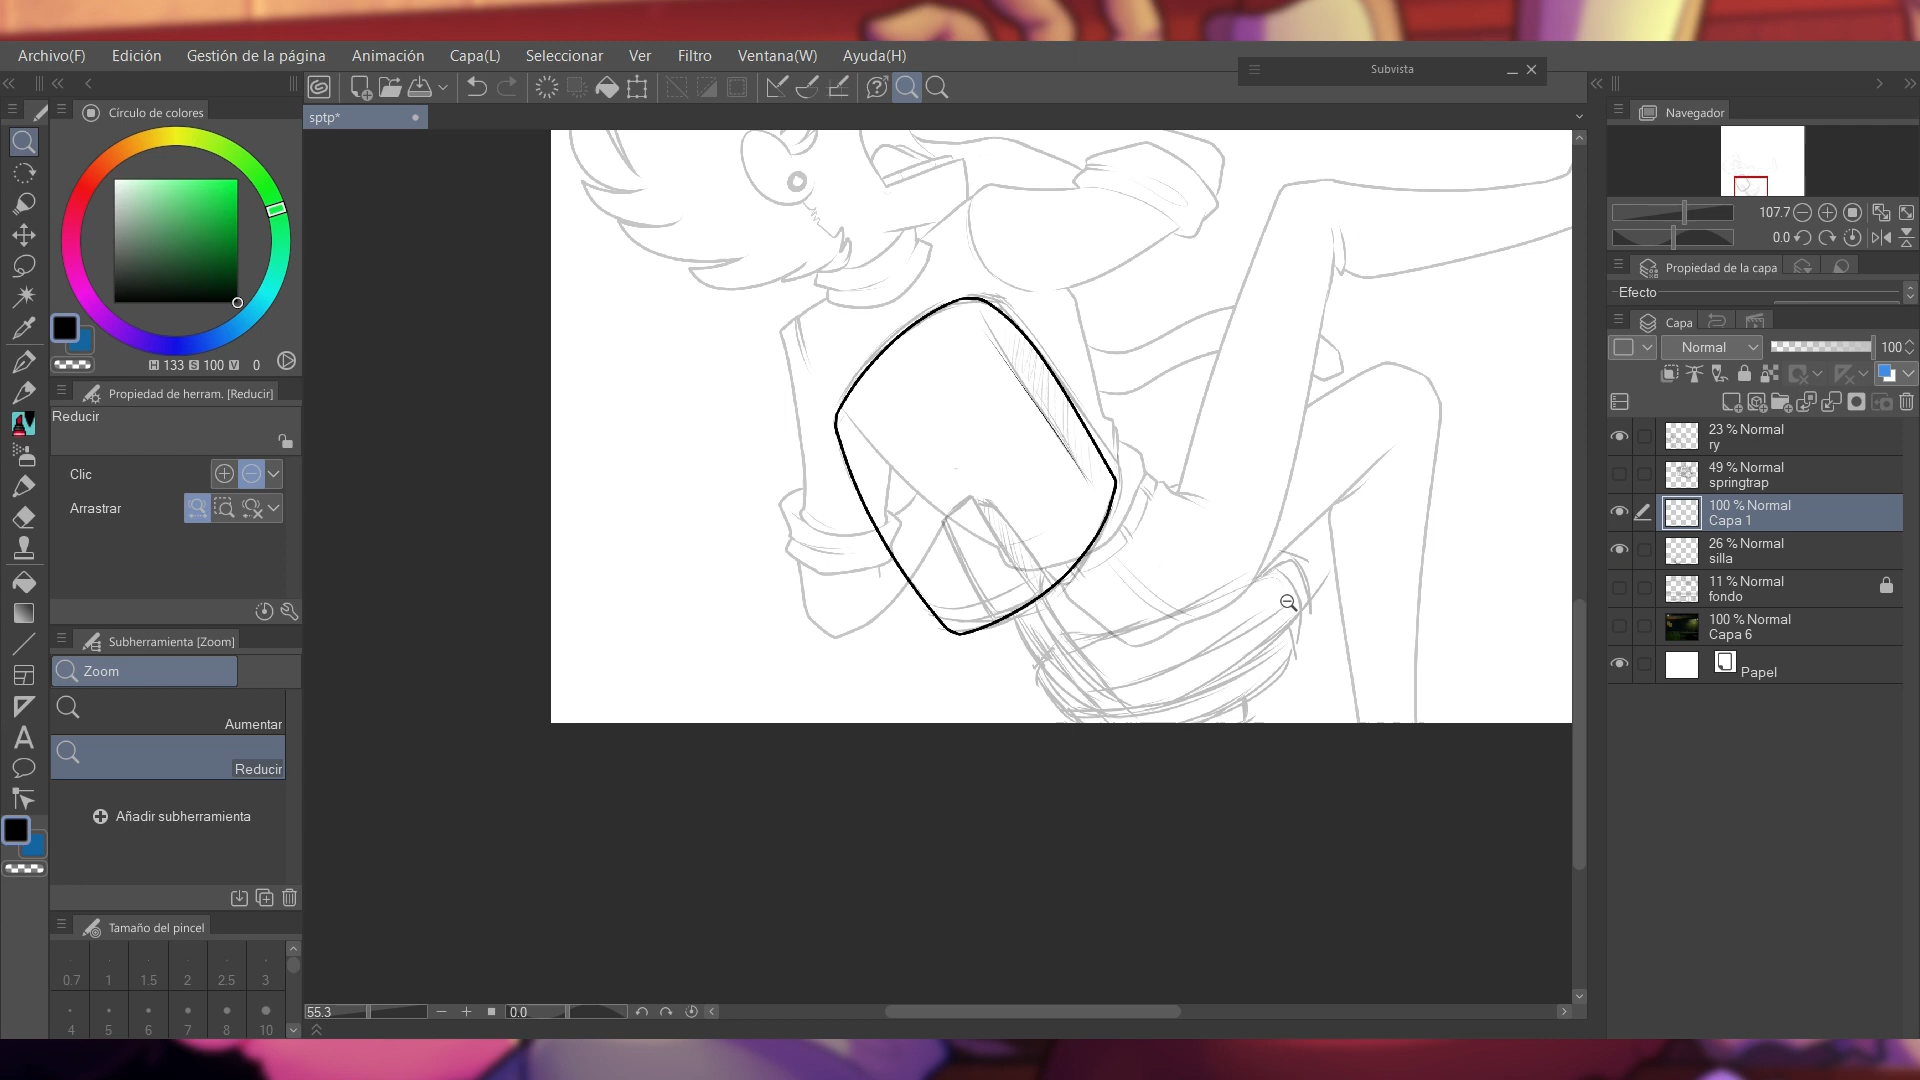 Archivo(F) Edición Gestión de la página Animación Capa(L) Seleccionar Ver Filtro Ventana(W) Ayuda(H)
Subvista
Círculo de colores
sptp*
Navegador
107.7
0.0
Propiedad de la capa
Efecto
Capa
Normal 100
H 133 S 100 V 0
Propiedad de herram. [Reducir]
Reducir
Clic
Arrastrar
23 % Normal
ry
49 % Normal
springtrap
100 % Normal
Capa 1
26 % Normal
silla
11 % Normal
fondo
100 % Normal
Capa 6
Papel
Subherramienta [Zoom]
Zoom
Aumentar
Reducir
Añadir subherramienta
Tamaño del pincel
0.7 1 1.5 2 2.5 3
4 5 6 7 8 10
55.3 0.0